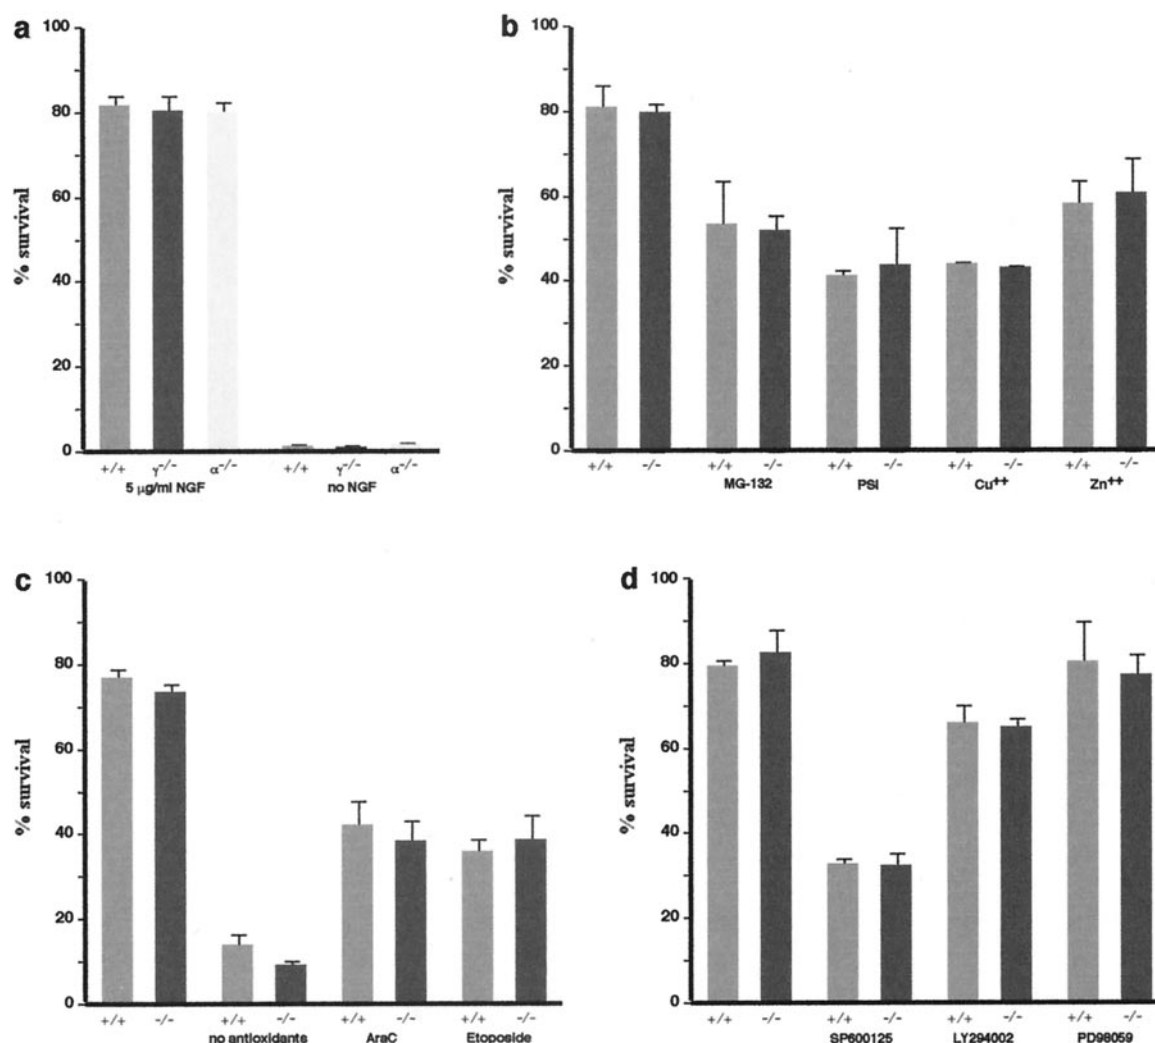 a
100
80
60
40
20
0
% survival
+/+ γ-/- α-/- +/+ γ-/- α-/-
5 µg/ml NGF no NGF
b
100
80
60
40
20
0
% survival
+/+ -/- +/+ -/- +/+ -/- +/+ -/- +/+ -/-
MG-132 PSI Cu++ Zn++
c
100
80
60
40
20
0
% survival
+/+ -/- +/+ -/- +/+ -/- +/+ -/-
no antioxidants AraC Etoposide
d
100
80
60
40
20
0
% survival
+/+ -/- +/+ -/- +/+ -/- +/+ -/-
SP600125 LY294002 PD98059